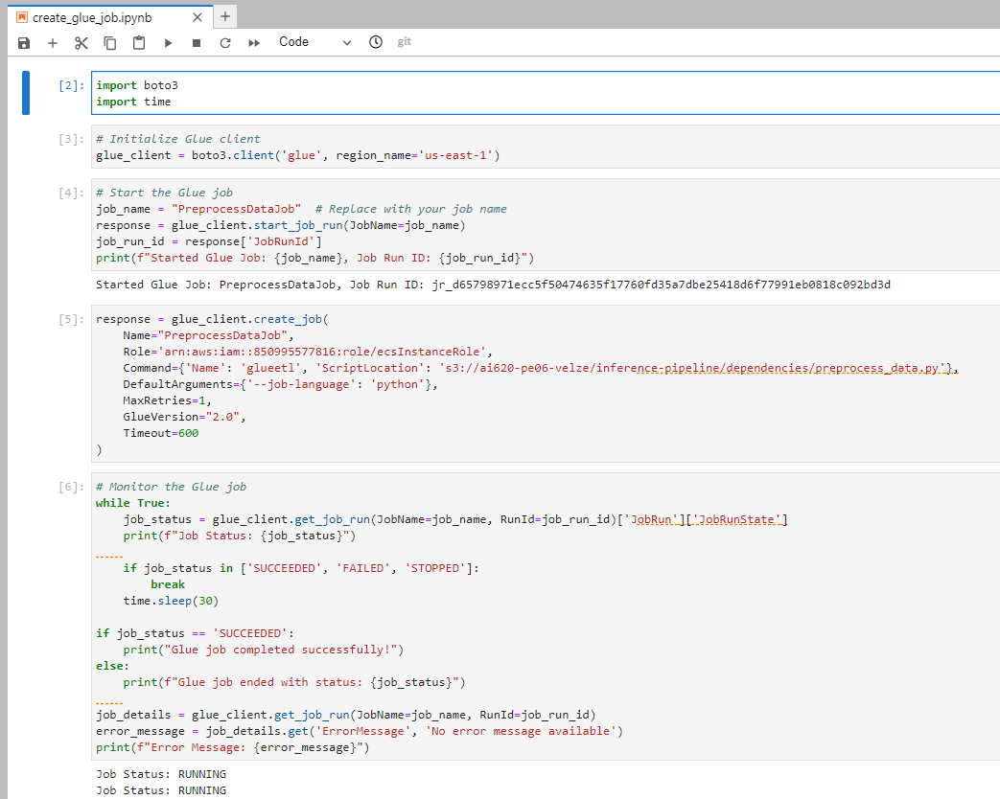 create_glue_job.ipynb
Code
git
[2]:
import boto3
import time
[3]:
# Initialize Glue client
glue_client = boto3.client('glue', region_name='us-east-1')
[4]:
# Start the Glue job
job_name = "PreprocessDataJob"  # Replace with your job name
response = glue_client.start_job_run(JobName=job_name)
job_run_id = response['JobRunId']
print(f"Started Glue Job: {job_name}, Job Run ID: {job_run_id}")
Started Glue Job: PreprocessDataJob, Job Run ID: jr_d65798971ecc5f50474635f17760fd35a7dbe25418d6f77991eb0818c092bd3d
[5]:
response = glue_client.create_job(
    Name="PreprocessDataJob",
    Role='arn:aws:iam::850995577816:role/ecsInstanceRole',
    Command={'Name': 'glueetl', 'ScriptLocation': 's3://ai620-pe06-velze/inference-pipeline/dependencies/preprocess_data.py'},
    DefaultArguments={'--job-language': 'python'},
    MaxRetries=1,
    GlueVersion="2.0",
    Timeout=600
)
[6]:
# Monitor the Glue job
while True:
    job_status = glue_client.get_job_run(JobName=job_name, RunId=job_run_id)['JobRun']['JobRunState']
    print(f"Job Status: {job_status}")
    if job_status in ['SUCCEEDED', 'FAILED', 'STOPPED']:
        break
    time.sleep(30)
if job_status == 'SUCCEEDED':
    print("Glue job completed successfully!")
else:
    print(f"Glue job ended with status: {job_status}")
job_details = glue_client.get_job_run(JobName=job_name, RunId=job_run_id)
error_message = job_details.get('ErrorMessage', 'No error message available')
print(f"Error Message: {error_message}")
Job Status: RUNNING
Job Status: RUNNING